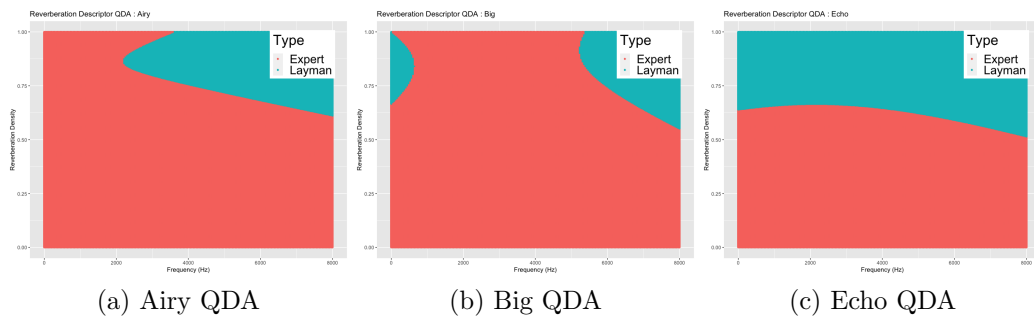 Reverberation Descriptor QDA : Airy
Type
Expert
Layman
1.00
0.75
0.50
0.25
0.00
Reverberation Density
0
2000
4000
6000
8000
Frequency (Hz)
(a) Airy QDA
Reverberation Descriptor QDA : Big
Type
Expert
Layman
1.00
0.75
0.50
0.25
0.00
Reverberation Density
0
2000
4000
6000
8000
Frequency (Hz)
(b) Big QDA
Reverberation Descriptor QDA : Echo
Type
Expert
Layman
1.00
0.75
0.50
0.25
0.00
Reverberation Density
0
2000
4000
6000
8000
Frequency (Hz)
(c) Echo QDA